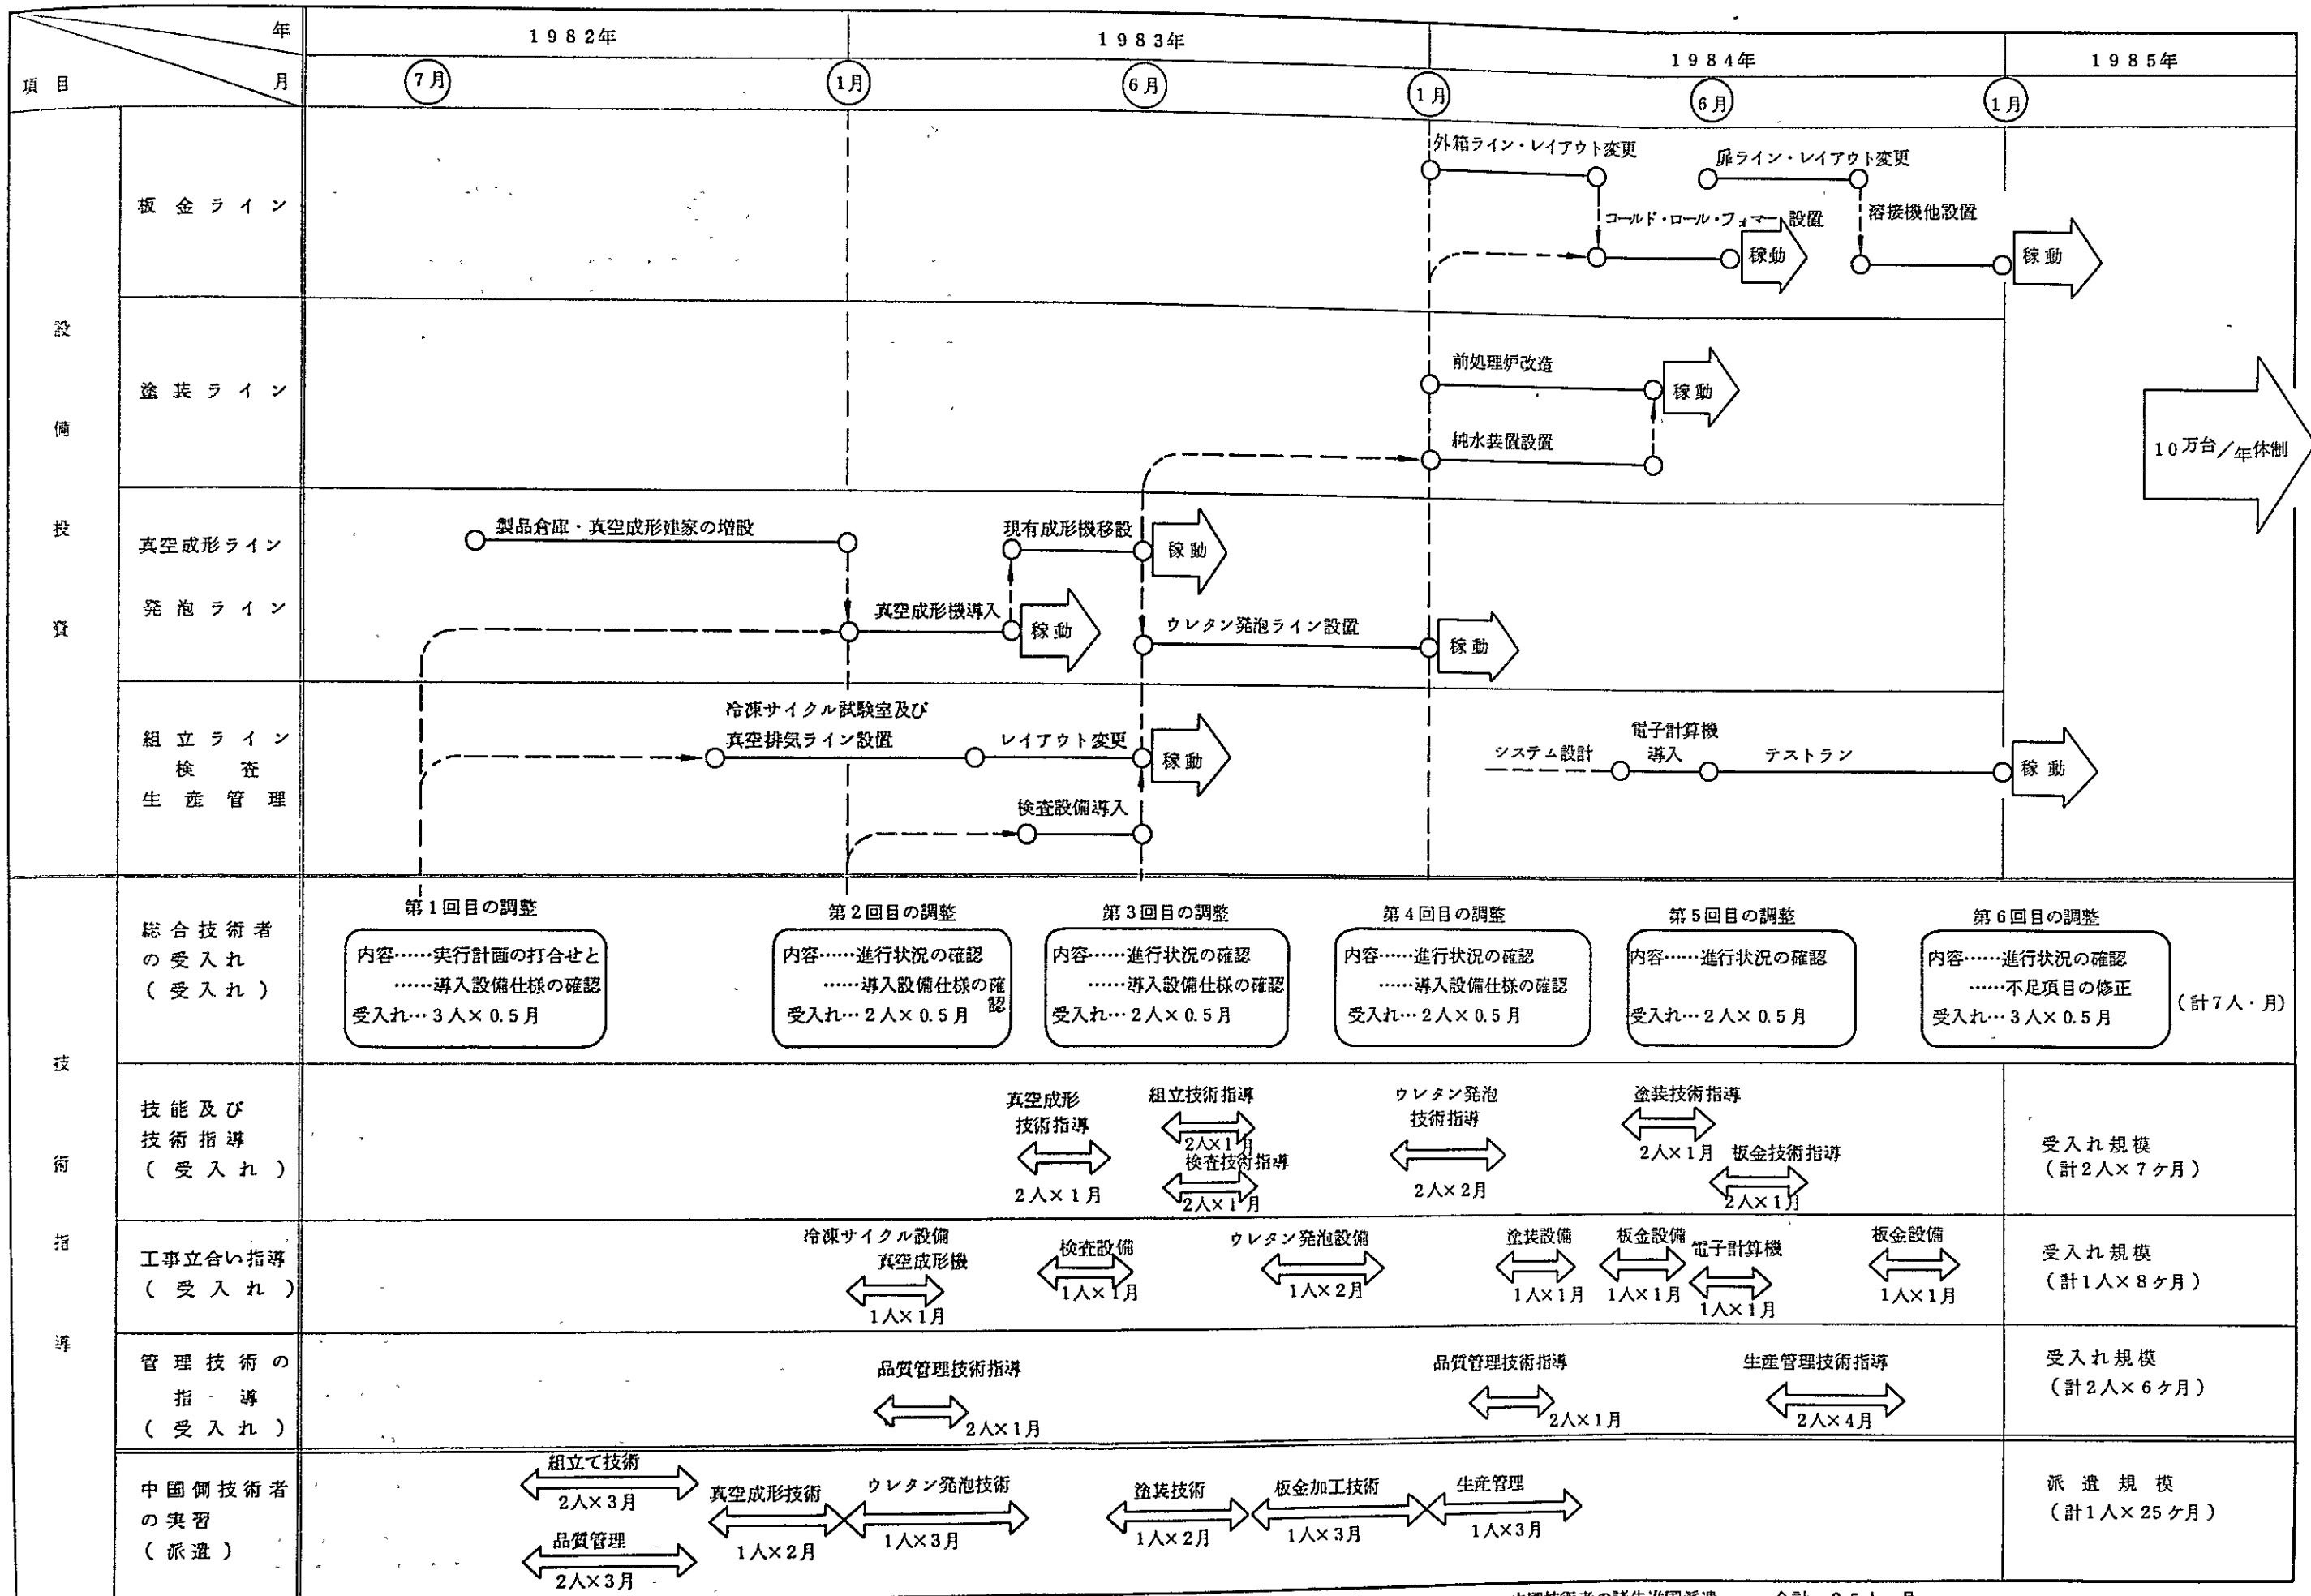 年
月
項目
1982年
1983年
1984年
1985年
7月
1月
6月
1月
6月
1月
設備投資
板金ライン
外箱ライン・レイアウト変更
扉ライン・レイアウト変更
コールド・ロール・フォーマー設置
溶接機他設置
稼動
稼動
塗装ライン
前処理炉改造
稼動
純水装置設置
10万台/年体制
真空成形ライン
発泡ライン
製品倉庫・真空成形建家の増設
現有成形機移設
稼動
真空成形機導入
稼動
ウレタン発泡ライン設置
稼動
組立ライン
検査
生産管理
冷凍サイクル試験室及び
真空排気ライン設置
レイアウト変更
稼動
検査設備導入
システム設計
電子計算機
導入
テストラン
稼動
技術指導
総合技術者
の受入れ
(受入れ)
第1回目の調整
内容……実行計画の打合せと
……導入設備仕様の確認
受入れ…3人×0.5月
第2回目の調整
内容……進行状況の確認
……導入設備仕様の確
認
受入れ…2人×0.5月
第3回目の調整
内容……進行状況の確認
……導入設備仕様の確認
受入れ…2人×0.5月
第4回目の調整
内容……進行状況の確認
……導入設備仕様の確認
受入れ…2人×0.5月
第5回目の調整
内容……進行状況の確認
受入れ…2人×0.5月
第6回目の調整
内容……進行状況の確認
……不足項目の修正
受入れ…3人×0.5月
(計7人・月)
技能及び
技術指導
(受入れ)
真空成形
技術指導
2人×1月
組立技術指導
2人×1月
検査技術指導
2人×1月
ウレタン発泡
技術指導
2人×2月
塗装技術指導
2人×1月
板金技術指導
2人×1月
受入れ規模
(計2人×7ケ月)
工事立合い指導
(受入れ)
冷凍サイクル設備
真空成形機
1人×1月
検査設備
1人×1月
ウレタン発泡設備
1人×2月
塗装設備
1人×1月
板金設備
1人×1月
電子計算機
1人×1月
板金設備
1人×1月
受入れ規模
(計1人×8ケ月)
管理技術の
指導
(受入れ)
品質管理技術指導
2人×1月
品質管理技術指導
2人×1月
生産管理技術指導
2人×4月
受入れ規模
(計2人×6ケ月)
中国側技術者
の実習
(派遣)
組立て技術
2人×3月
品質管理
2人×3月
真空成形技術
1人×2月
ウレタン発泡技術
1人×3月
塗装技術
1人×2月
板金加工技術
1人×3月
生産管理
1人×3月
派遣規模
(計1人×25ケ月)